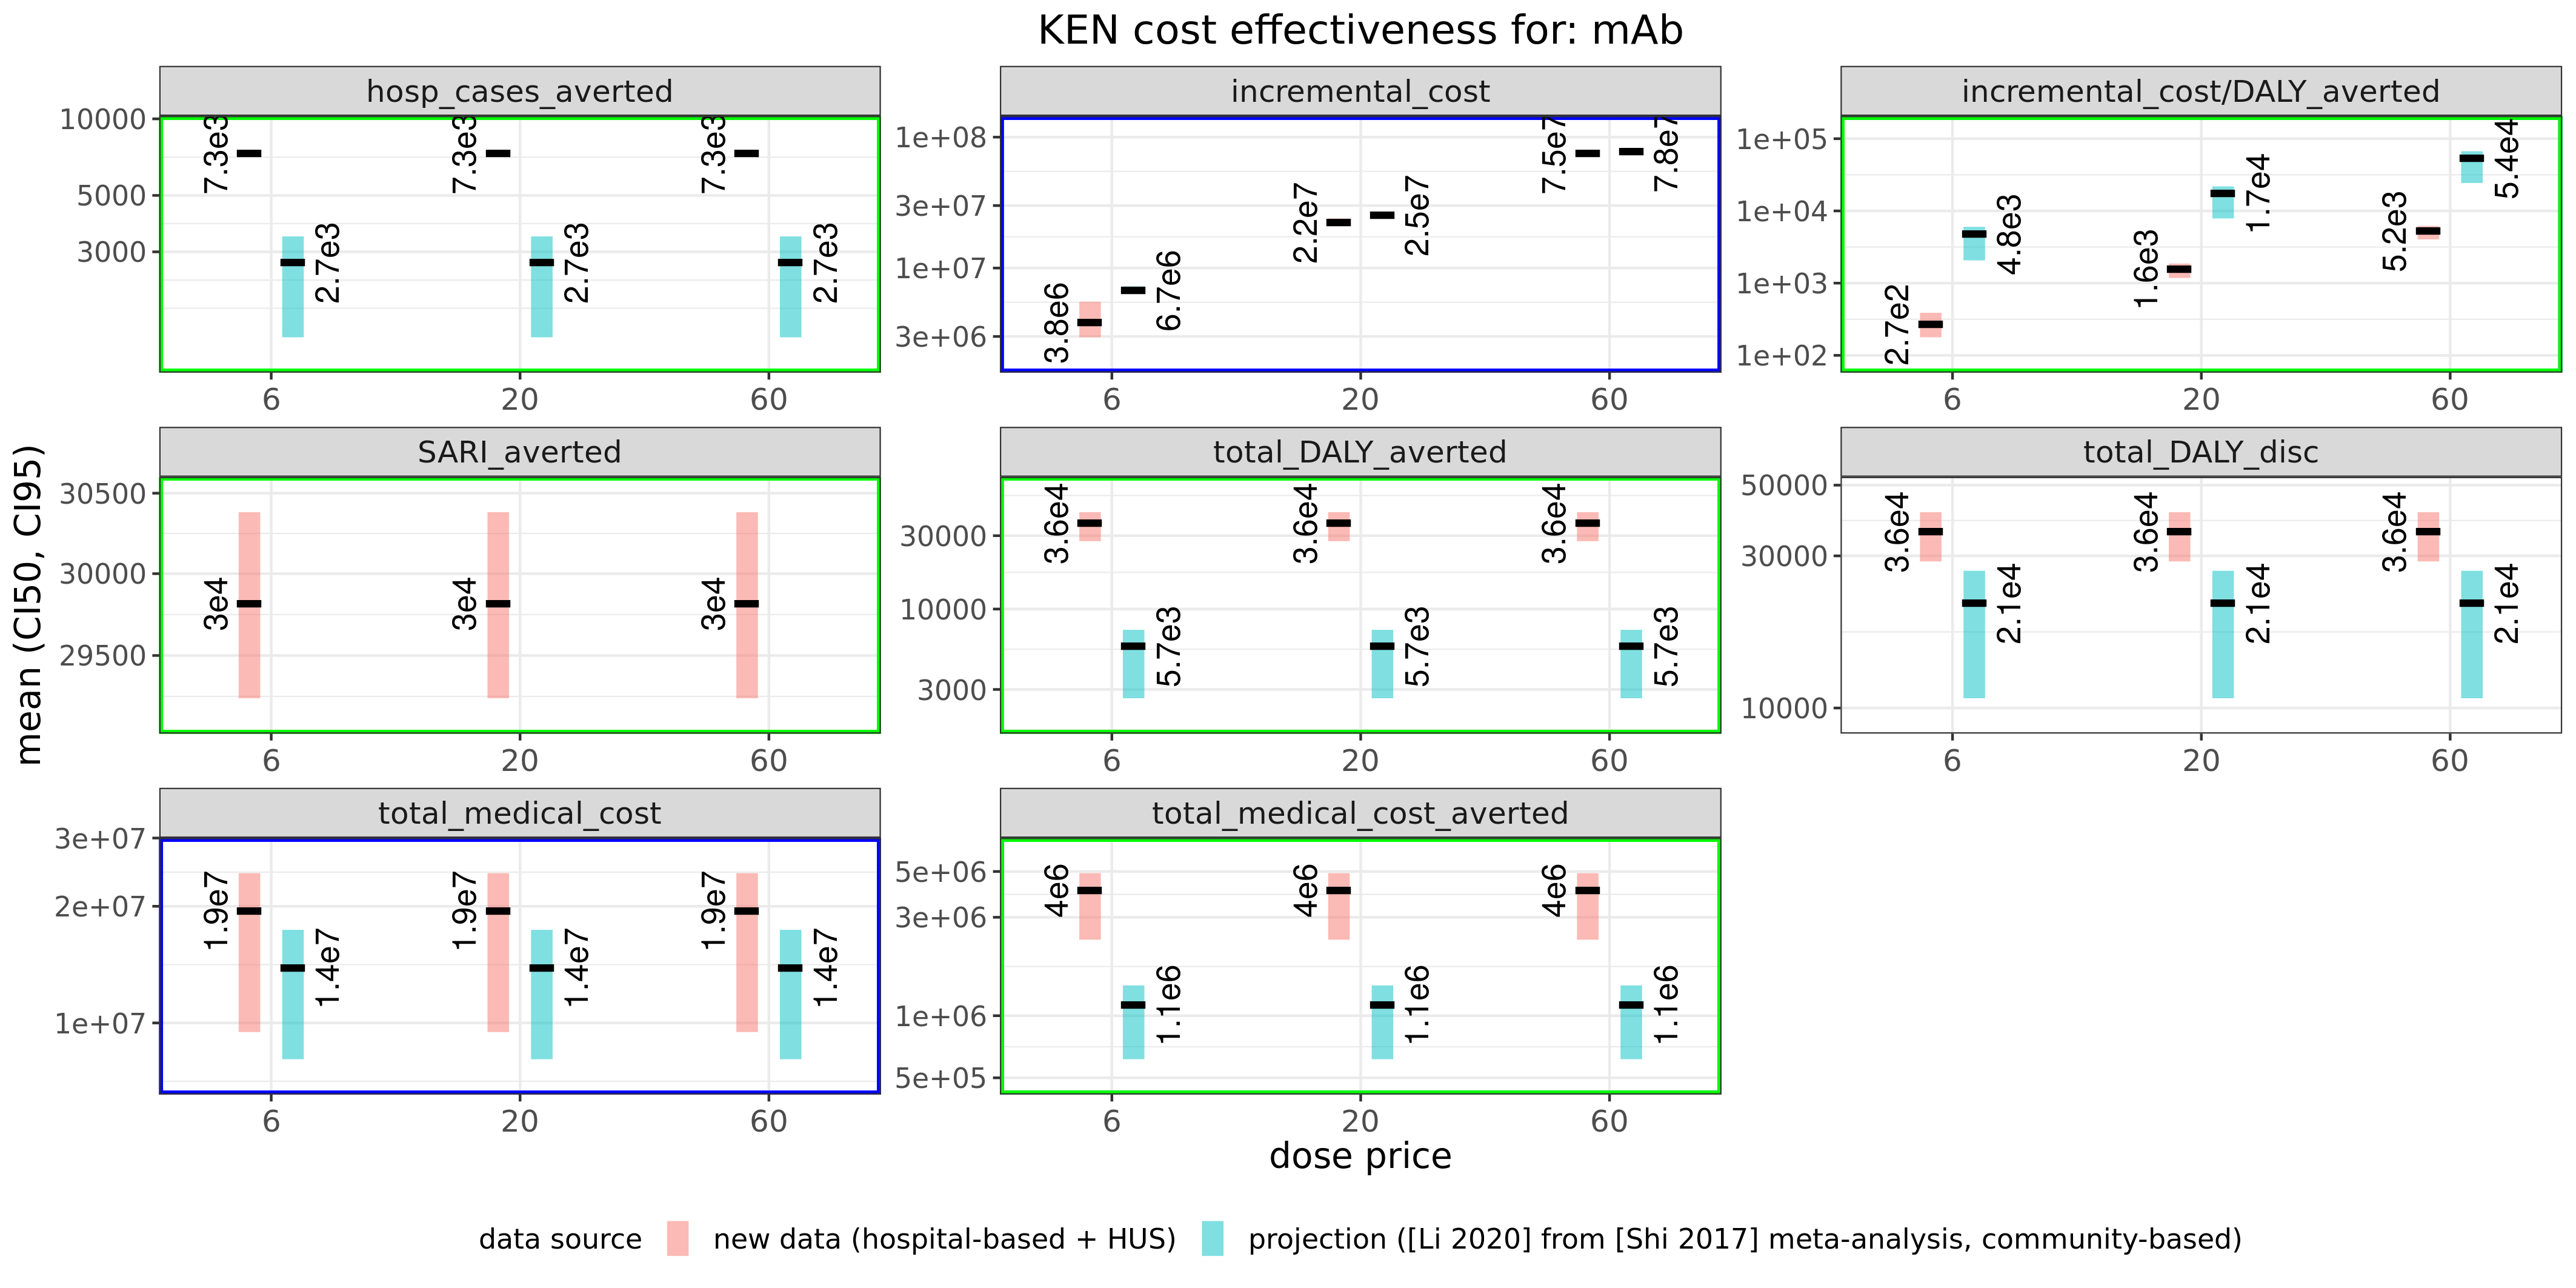 KEN cost effectiveness for: mAb
mean (CI50, CI95)
hosp_cases_averted
10000
5000
3000
7.3e3
2.7e3
7.3e3
2.7e3
7.3e3
2.7e3
6 20 60
incremental_cost
1e+08
3e+07
1e+07
3e+06
3.8e6
6.7e6
2.2e7
2.5e7
7.5e7
7.8e7
6 20 60
incremental_cost/DALY_averted
1e+05
1e+04
1e+03
1e+02
2.7e2
4.8e3
1.6e3
1.7e4
5.2e3
5.4e4
6 20 60
SARI_averted
30500
30000
29500
3e4
3e4
3e4
6 20 60
total_DALY_averted
30000
10000
3000
3.6e4
5.7e3
3.6e4
5.7e3
3.6e4
5.7e3
6 20 60
total_DALY_disc
50000
30000
10000
3.6e4
2.1e4
3.6e4
2.1e4
3.6e4
2.1e4
6 20 60
total_medical_cost
3e+07
2e+07
1e+07
1.9e7
1.4e7
1.9e7
1.4e7
1.9e7
1.4e7
6 20 60
total_medical_cost_averted
5e+06
3e+06
1e+06
5e+05
4e6
1.1e6
4e6
1.1e6
4e6
1.1e6
6 20 60
dose price
data source new data (hospital-based + HUS) projection ([Li 2020] from [Shi 2017] meta-analysis, community-based)